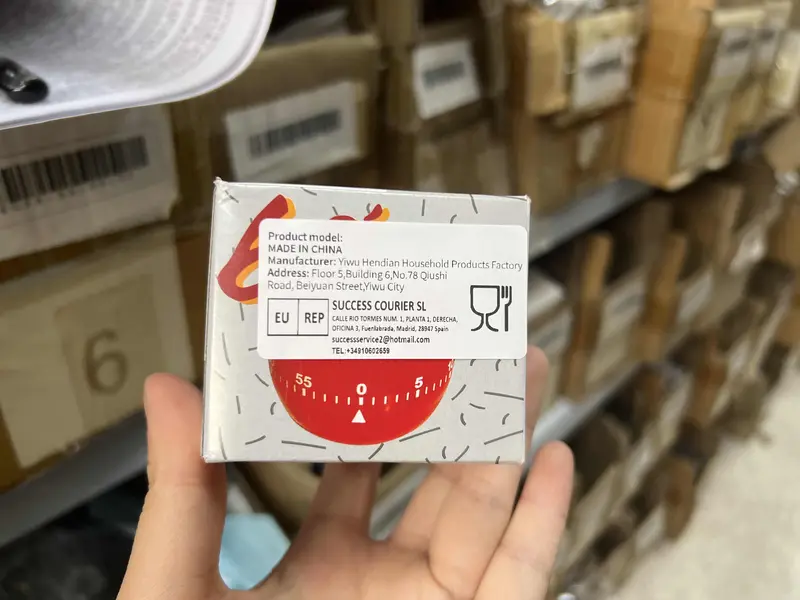 Product model:
MADE IN CHINA
Manufacturer: Yiwu Hendian Household Products Factory
Address: Floor 5,Building 6,No.78 Qiushi
Road, Beiyuan Street,Yiwu City
EU REP
SUCCESS COURIER SL
CALLE RIO TORMES NUM. 1, PLANTA 1, DERECHA,
OFICINA 3, Fuenlabrada, Madrid, 28947 Spain
successservice2@hotmail.com
TEL:+34910602659
55 0 5
6